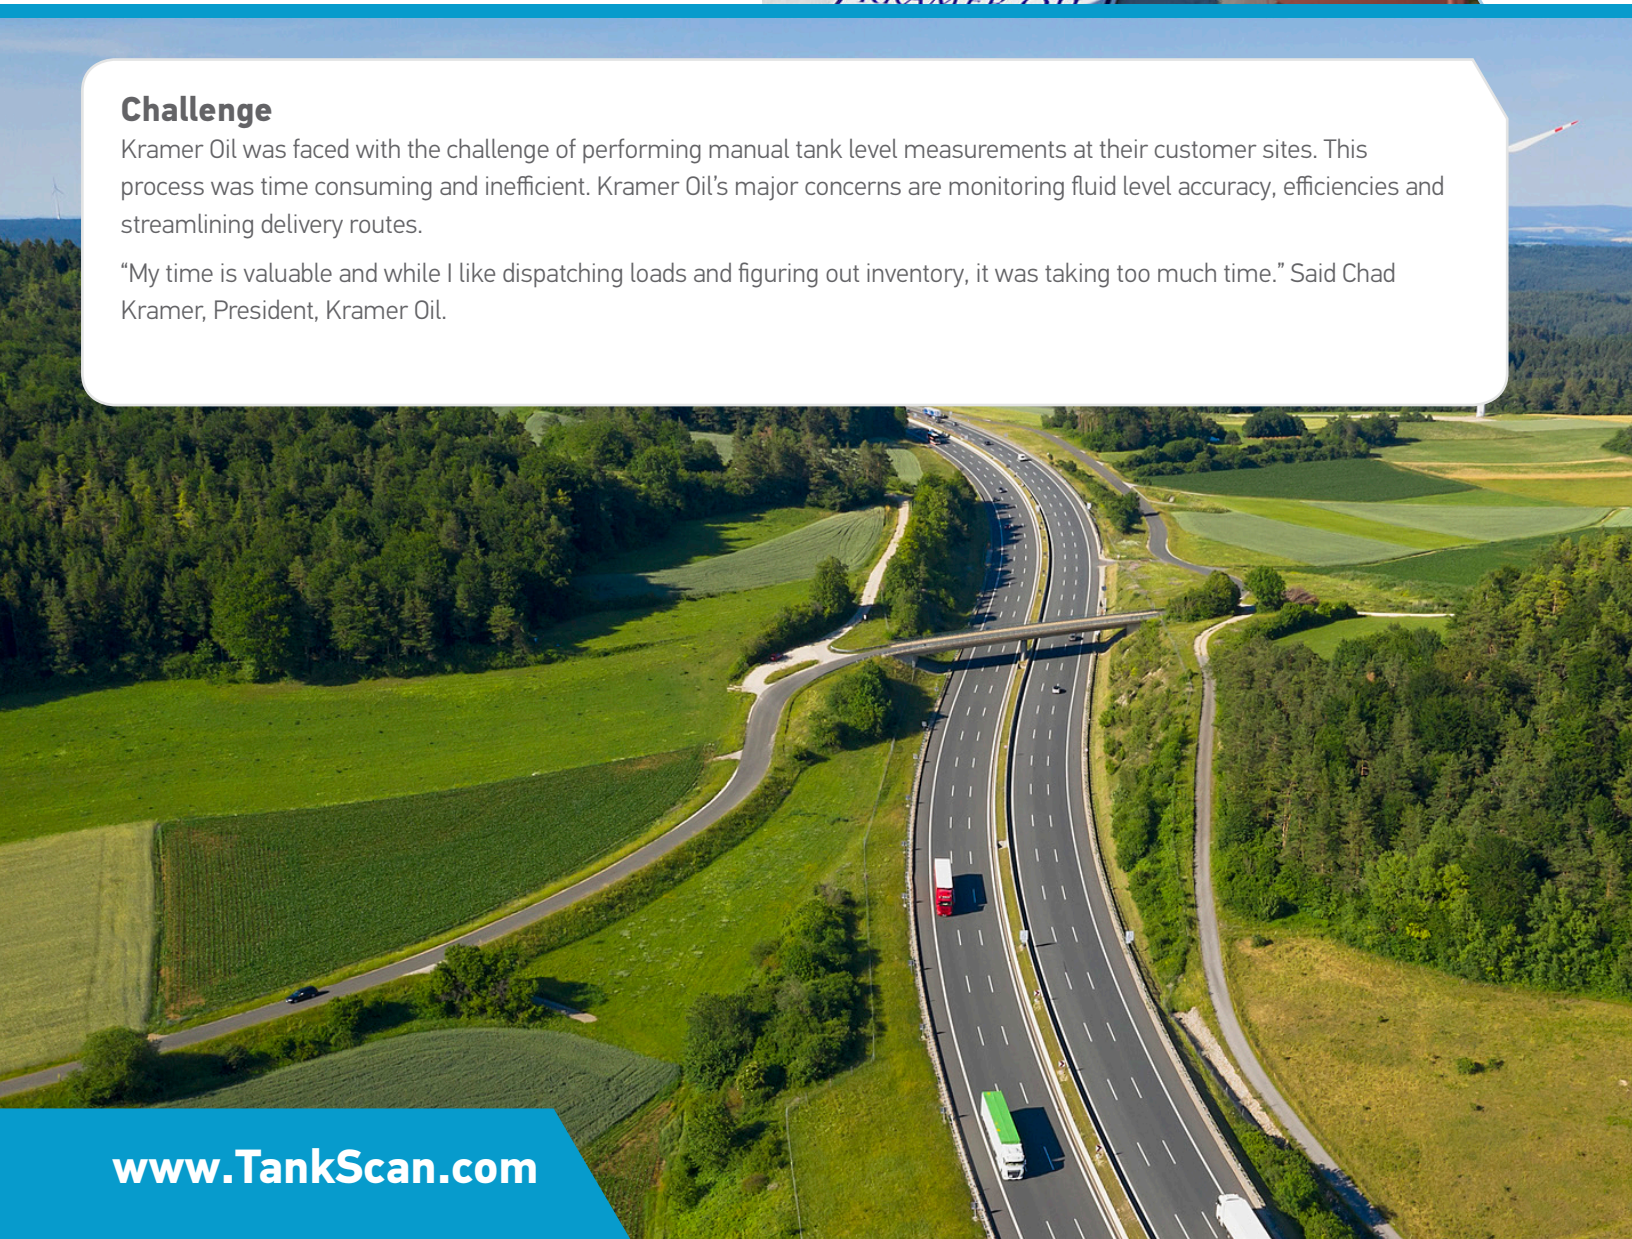 Challenge
Kramer Oil was faced with the challenge of performing manual tank level measurements at their customer sites. This
process was time consuming and inefficient. Kramer Oil’s major concerns are monitoring fluid level accuracy, efficiencies and
streamlining delivery routes.
“My time is valuable and while I like dispatching loads and figuring out inventory, it was taking too much time.” Said Chad
Kramer, President, Kramer Oil.
www.TankScan.com